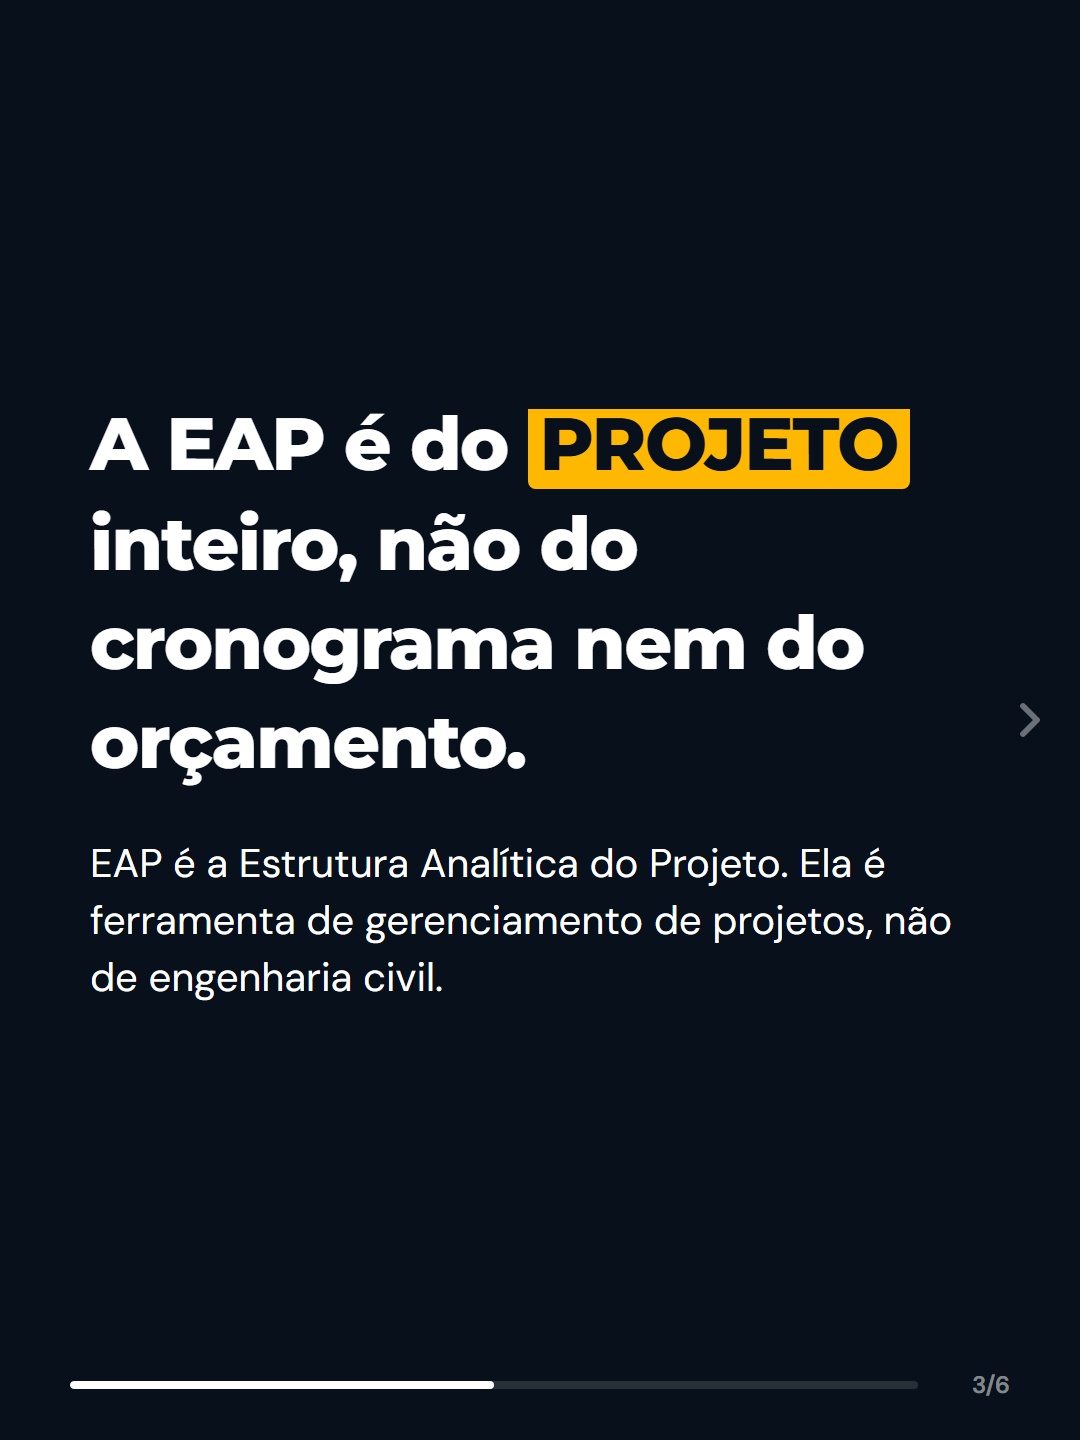 A EAP é do PROJETO
inteiro, não do
cronograma nem do
orçamento.
EAP é a Estrutura Analítica do Projeto. Ela é
ferramenta de gerenciamento de projetos, não
de engenharia civil.
3/6